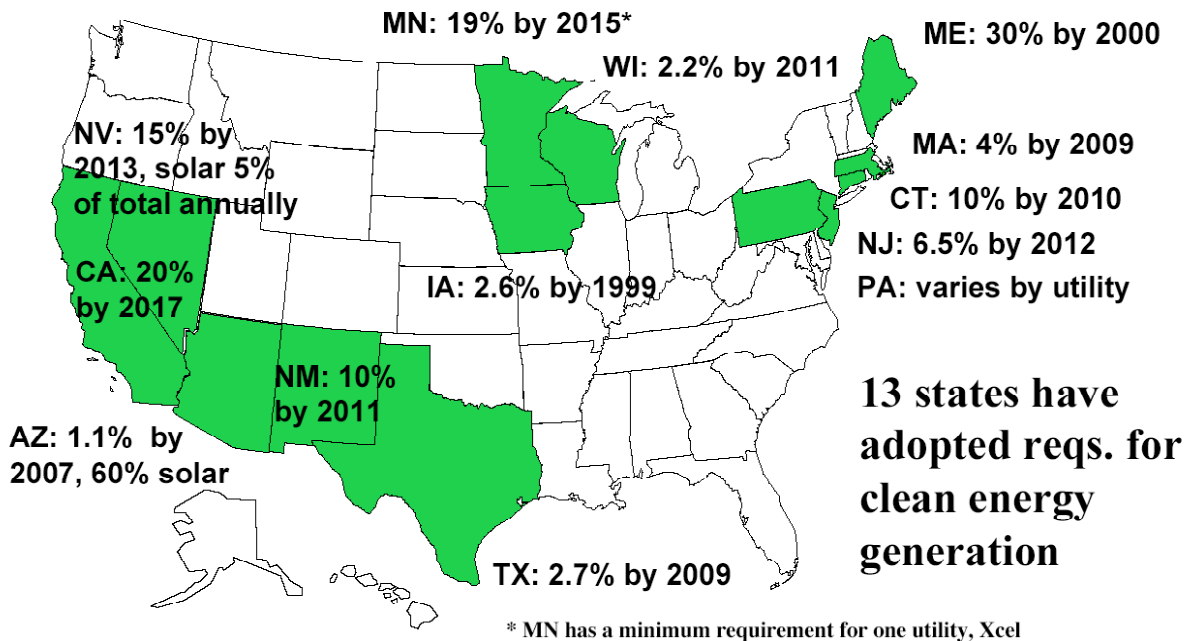 MN: 19% by 2015*
ME: 30% by 2000
WI: 2.2% by 2011
NV: 15% by
2013, solar 5%
of total annually
MA: 4% by 2009
CT: 10% by 2010
NJ: 6.5% by 2012
CA: 20%
by 2017
IA: 2.6% by 1999
PA: varies by utility
NM: 10%
by 2011
13 states have
adopted reqs. for
clean energy
generation
AZ: 1.1% by
2007, 60% solar
TX: 2.7% by 2009
* MN has a minimum requirement for one utility, Xcel